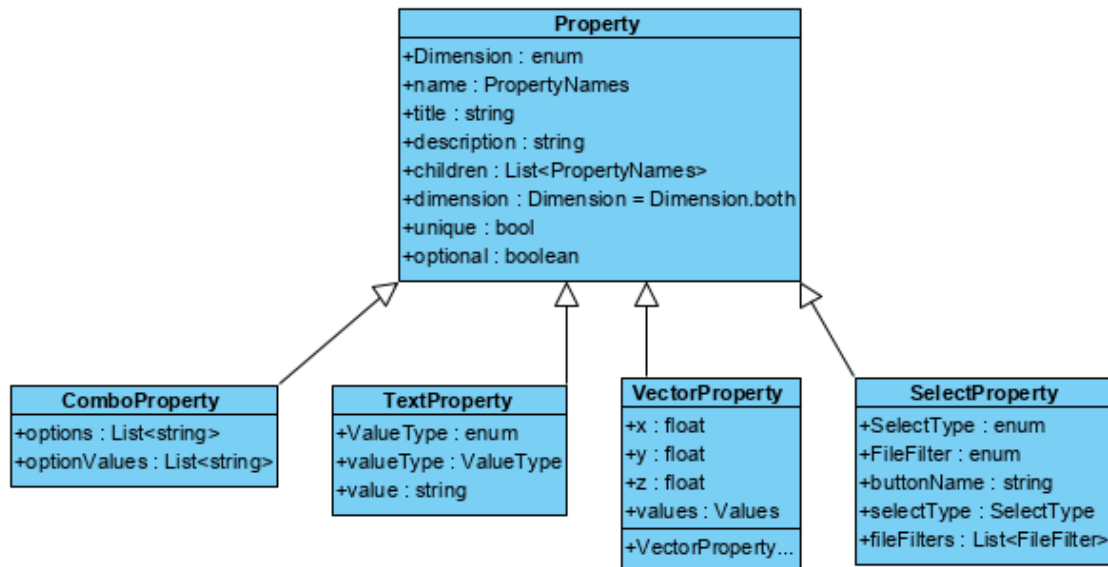 Property
+Dimension : enum
+name : PropertyNames
+title : string
+description : string
+children : List<PropertyNames>
+dimension : Dimension = Dimension.both
+unique : bool
+optional : boolean
ComboProperty
+options : List<string>
+optionValues : List<string>
TextProperty
+ValueType : enum
+valueType : ValueType
+value : string
VectorProperty
+x : float
+y : float
+z : float
+values : Values
+VectorProperty...
SelectProperty
+SelectType : enum
+FileFilter : enum
+buttonName : string
+selectType : SelectType
+fileFilters : List<FileFilter>